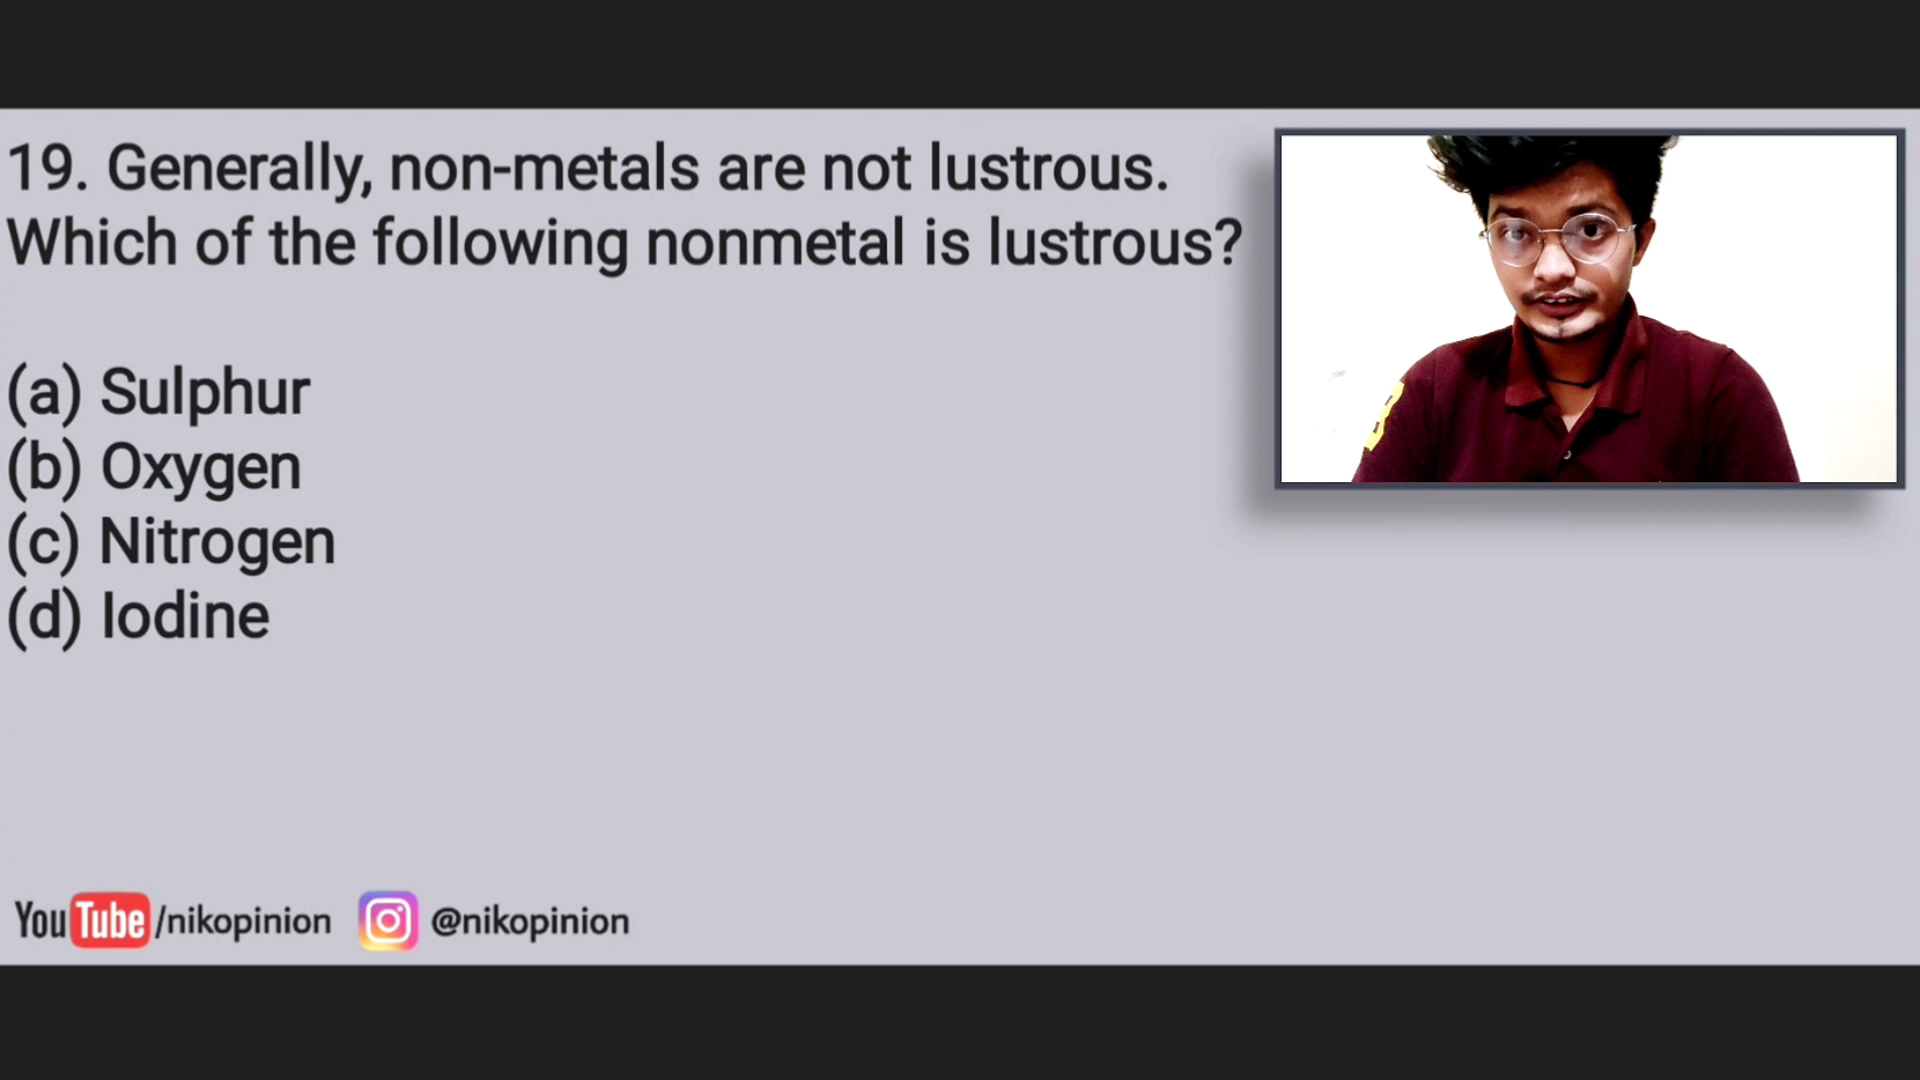 19. Generally, non-metals are not lustrous.
Which of the following nonmetal is lustrous?
(a) Sulphur
(b) Oxygen
(c) Nitrogen
(d) Iodine
YouTube/nikopinion @nikopinion